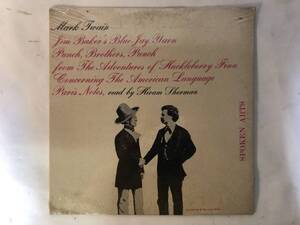 Mark Twain
Jim Baker's Blue Jay Yarn
Punch, Brothers, Punch
from The Adventures of Huckleberry Finn
Concerning The American Language
Paris Notes, read by Hiram Sherman
SPOKEN ARTS